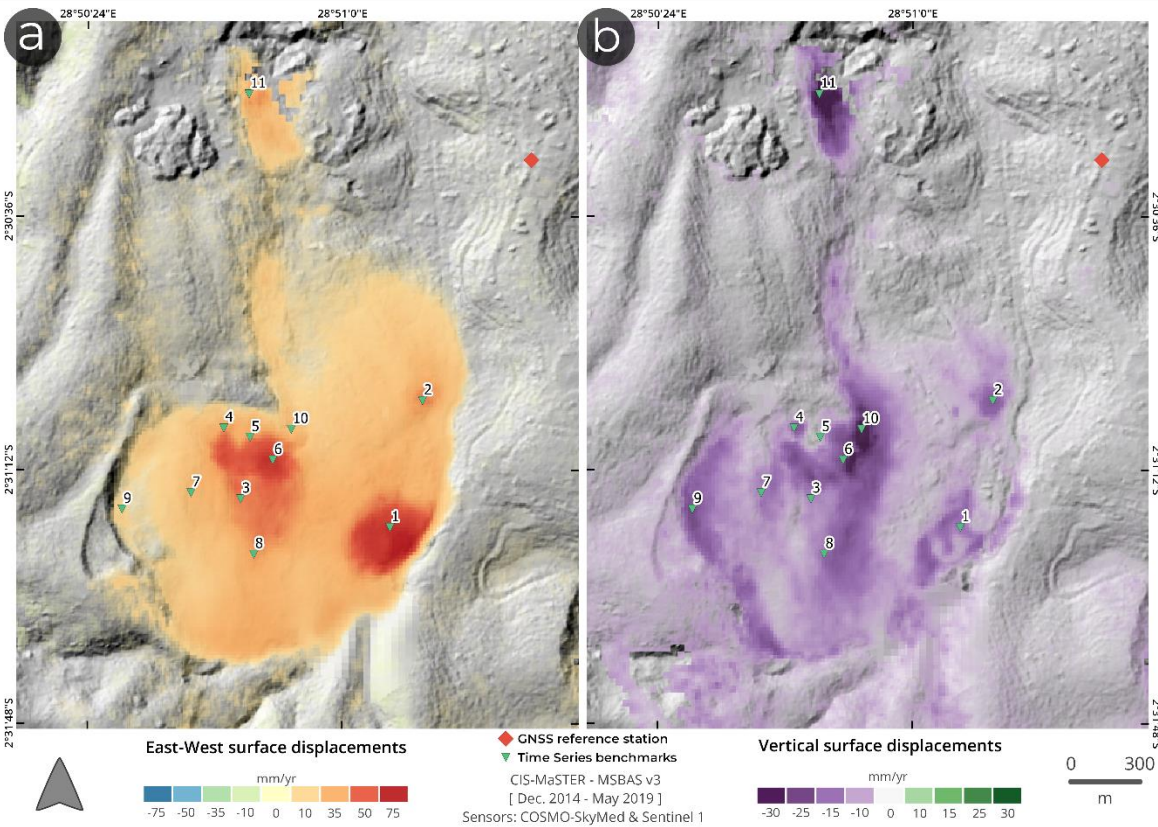 28°50'24"E
28°51'0"E
28°50'24"E
28°51'0"E
a
b
11
11
2°30'36"S
2
2
4
5
10
4
5
10
6
6
2°31'12"S
7
3
7
3
9
9
1
1
8
8
2°31'48"S
2°31'48"S
East-West surface displacements
mm/yr
-75 -50 -35 -10 0 10 35 50 75
GNSS reference station
Time Series benchmarks
CIS-MaSTER - MSBAS v3
[ Dec. 2014 - May 2019 ]
Sensors: COSMO-SkyMed & Sentinel 1
Vertical surface displacements
mm/yr
-30 -25 -15 -10 0 10 15 25 30
0 300
m